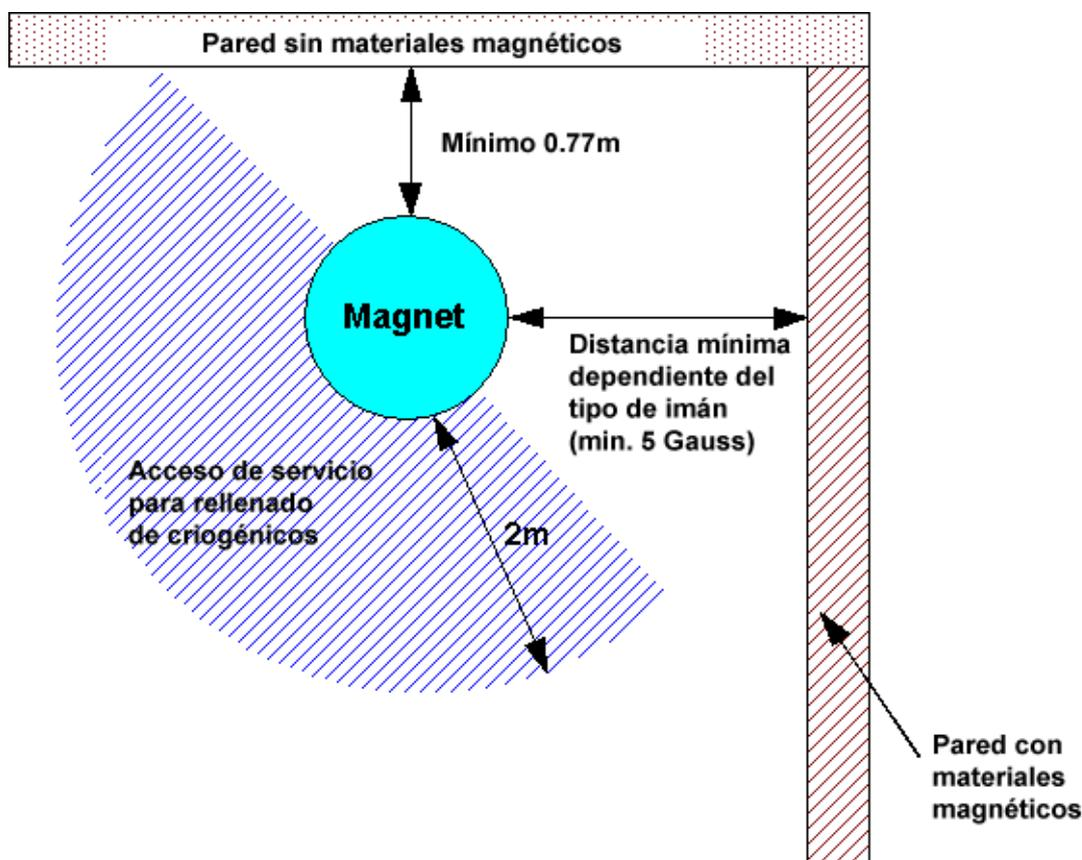 Pared sin materiales magnéticos
Mínimo 0.77m
Magnet
Distancia mínima
dependiente del
tipo de imán
(min. 5 Gauss)
Acceso de servicio
para rellenado
de criogénicos
2m
Pared con
materiales
magnéticos